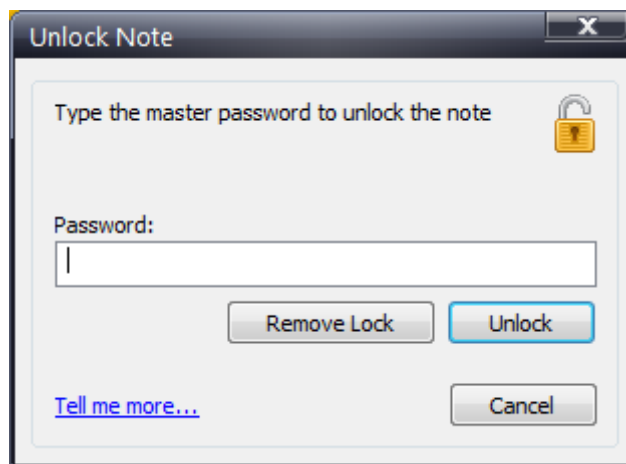 Unlock Note
X
Type the master password to unlock the note
Password:
Remove Lock Unlock
Tell me more... Cancel